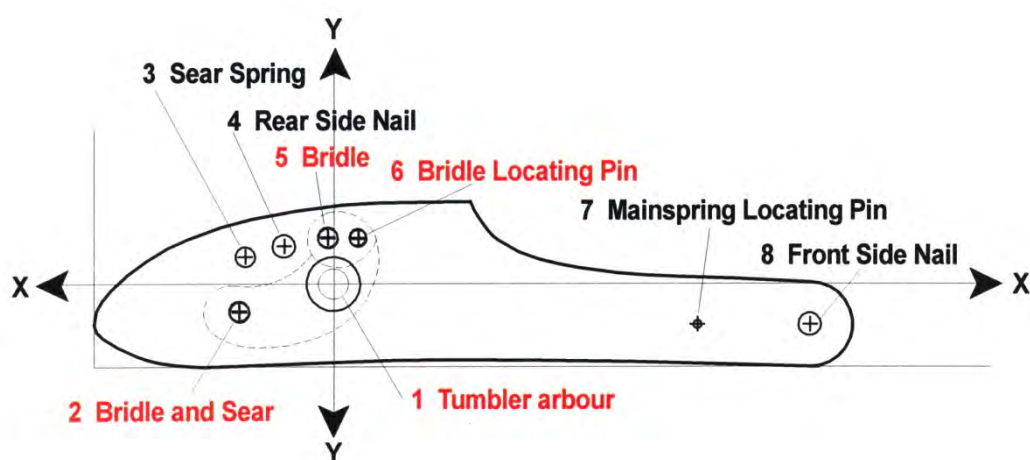 Y
3 Sear Spring
4 Rear Side Nail
5 Bridle
6 Bridle Locating Pin
7 Mainspring Locating Pin
8 Front Side Nail
X
X
2 Bridle and Sear
1 Tumbler arbour
Y